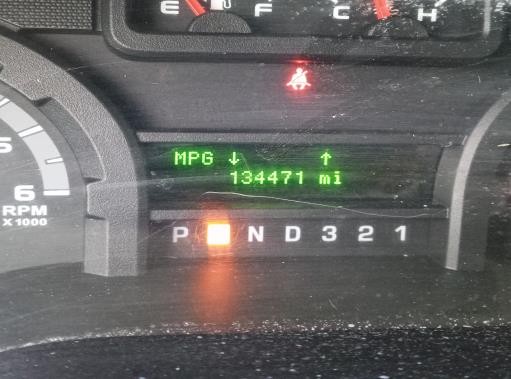 E F C H
MPG ↓ ↑
134471 mi
6
RPM
X1000
P N D 3 2 1